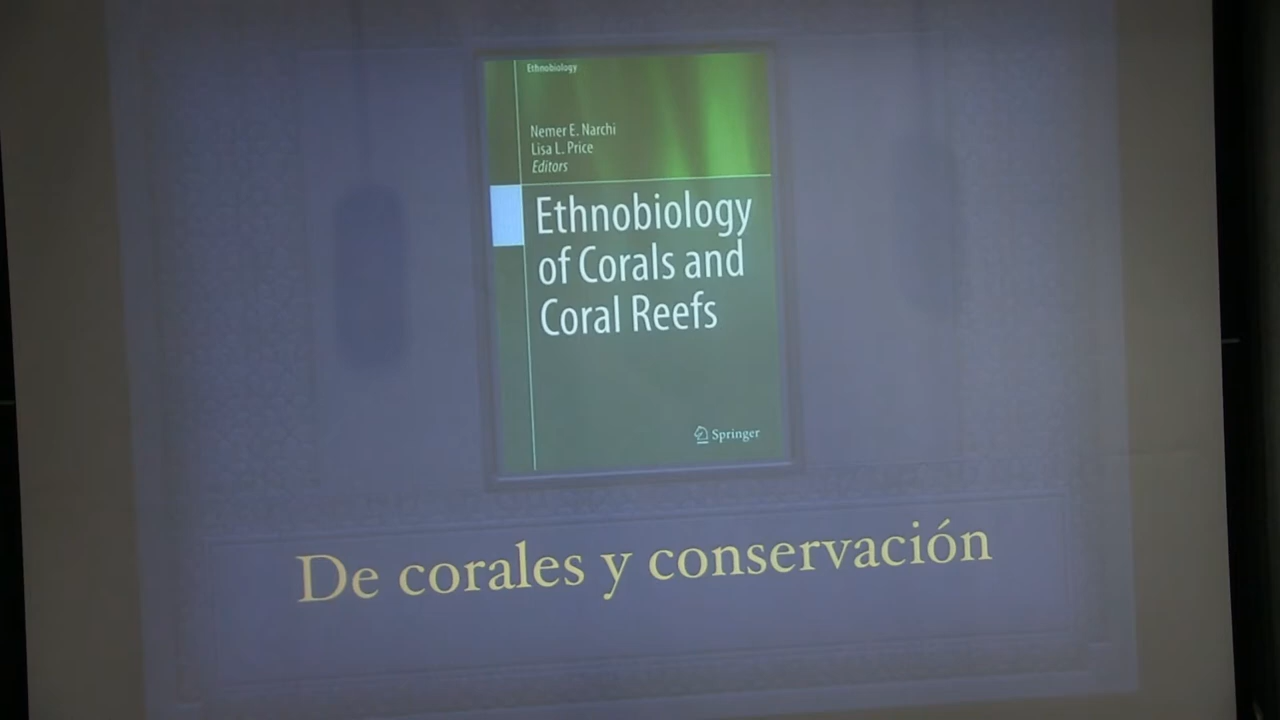 Ethnobiology
Nemer E. Narchi
Lisa L. Price
Editors
Ethnobiology
of Corals and
Coral Reefs
Springer
De corales y conservación